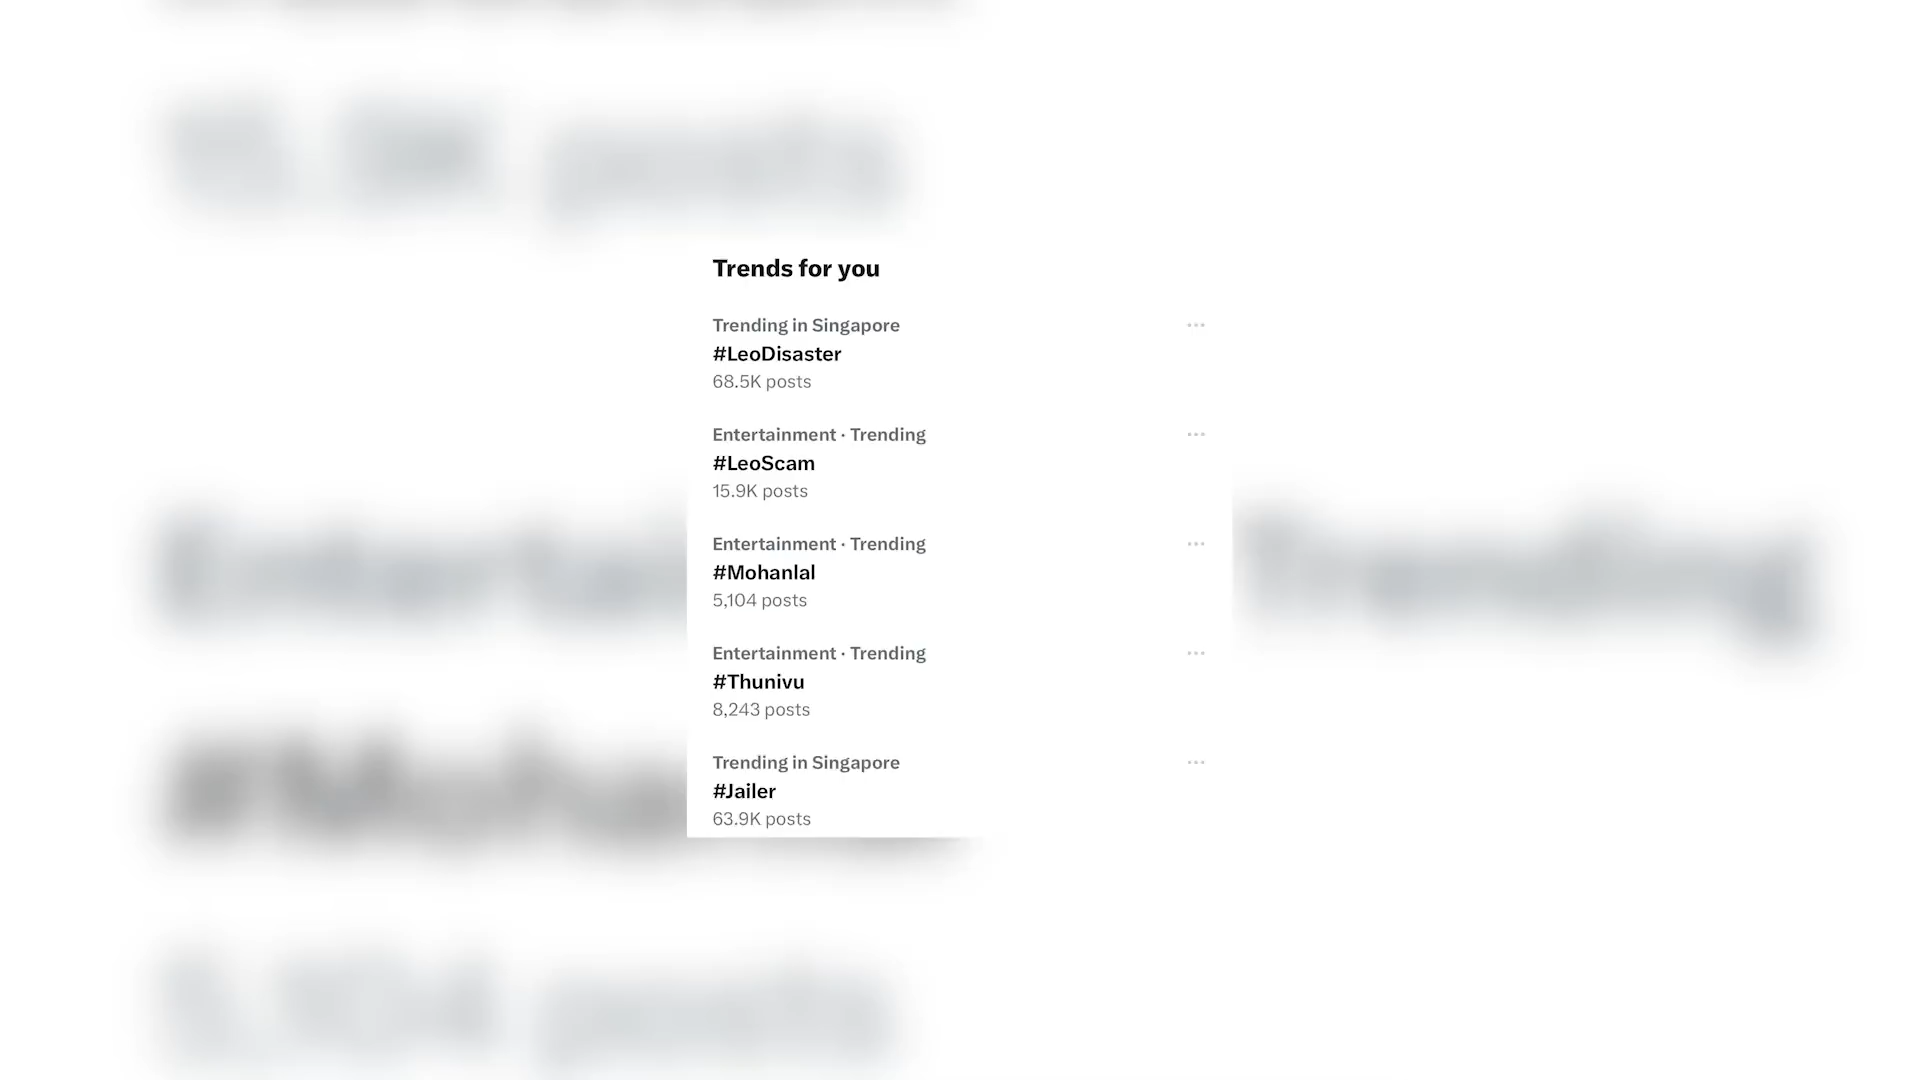 Trends for you
Trending in Singapore
#LeoDisaster
68.5K posts
Entertainment · Trending
#LeoScam
15.9K posts
Entertainment · Trending
#Mohanlal
5,104 posts
Entertainment · Trending
#Thunivu
8,243 posts
Trending in Singapore
#Jailer
63.9K posts